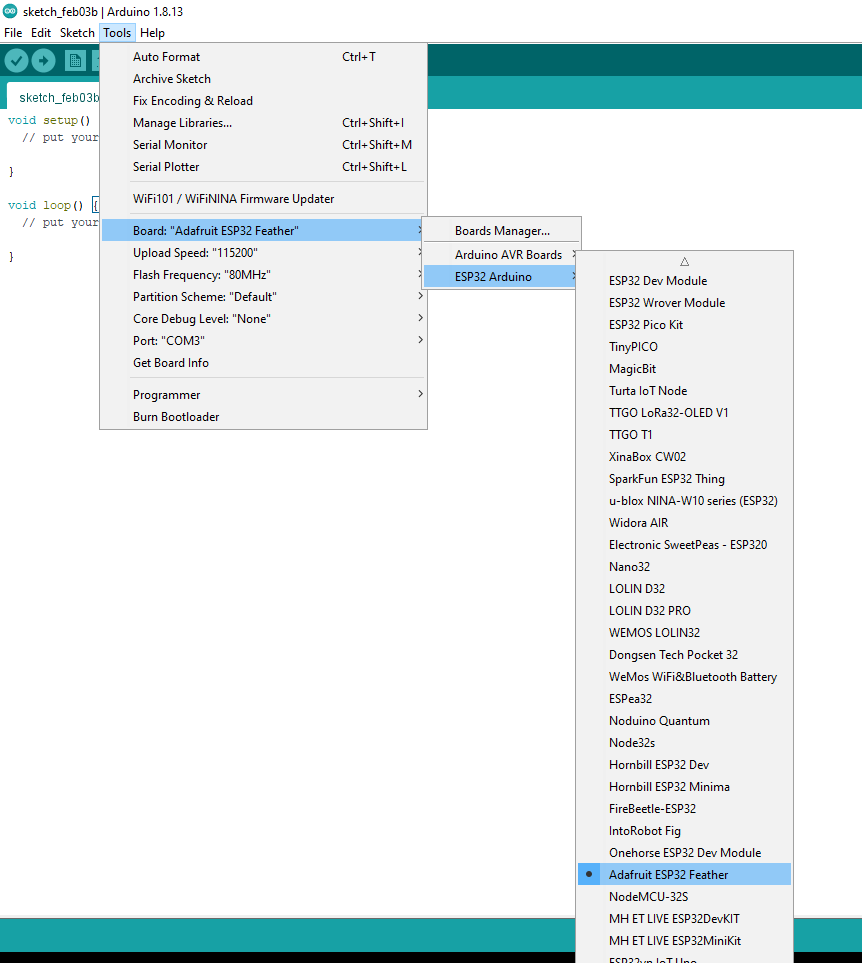 sketch_feb03b | Arduino 1.8.13
File Edit Sketch Tools Help
sketch_feb03b
void setup()
// put your
}
void loop() {
// put your
}
Auto Format Ctrl+T
Archive Sketch
Fix Encoding & Reload
Manage Libraries... Ctrl+Shift+I
Serial Monitor Ctrl+Shift+M
Serial Plotter Ctrl+Shift+L
WiFi101 / WiFiNINA Firmware Updater
Board: "Adafruit ESP32 Feather"
Upload Speed: "115200"
Flash Frequency: "80MHz"
Partition Scheme: "Default"
Core Debug Level: "None"
Port: "COM3"
Get Board Info
Programmer
Burn Bootloader
Boards Manager...
Arduino AVR Boards
ESP32 Arduino
ESP32 Dev Module
ESP32 Wrover Module
ESP32 Pico Kit
TinyPICO
MagicBit
Turta IoT Node
TTGO LoRa32-OLED V1
TTGO T1
XinaBox CW02
SparkFun ESP32 Thing
u-blox NINA-W10 series (ESP32)
Widora AIR
Electronic SweetPeas - ESP320
Nano32
LOLIN D32
LOLIN D32 PRO
WEMOS LOLIN32
Dongsen Tech Pocket 32
WeMos WiFi&Bluetooth Battery
ESPea32
Noduino Quantum
Node32s
Hornbill ESP32 Dev
Hornbill ESP32 Minima
FireBeetle-ESP32
IntoRobot Fig
Onehorse ESP32 Dev Module
Adafruit ESP32 Feather
NodeMCU-32S
MH ET LIVE ESP32DevKIT
MH ET LIVE ESP32MiniKit
ESP32vn IoT Uno